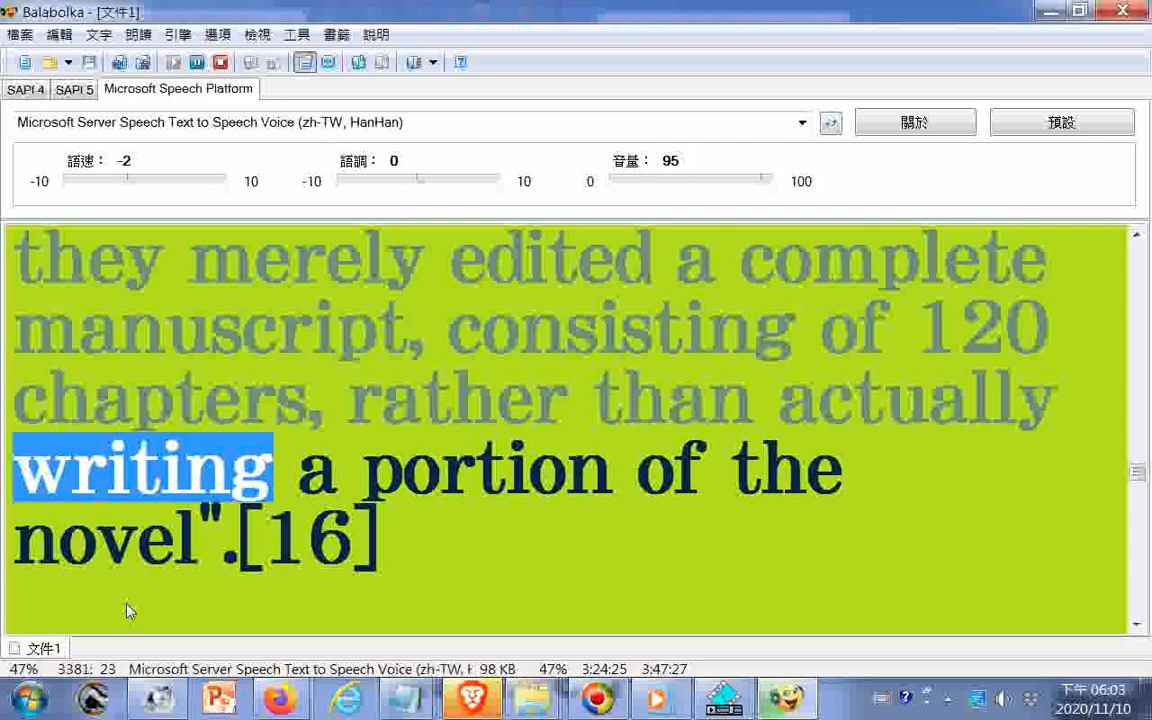 Balabolka - [文件1]
檔案 編輯 文字 朗讀 引擎 選項 檢視 工具 書籤 說明
SAPI 4 SAPI 5 Microsoft Speech Platform
Microsoft Server Speech Text to Speech Voice (zh-TW, HanHan) 關於 預設
語速： -2 語調： 0 音量： 95
-10 10 -10 10 0 100
they merely edited a complete
manuscript, consisting of 120
chapters, rather than actually
writing a portion of the
novel".[16]
文件1
47% 3381: 23 Microsoft Server Speech Text to Speech Voice (zh-TW, H 98 KB 47% 3:24:25 3:47:27
下午 06:03
2020/11/10